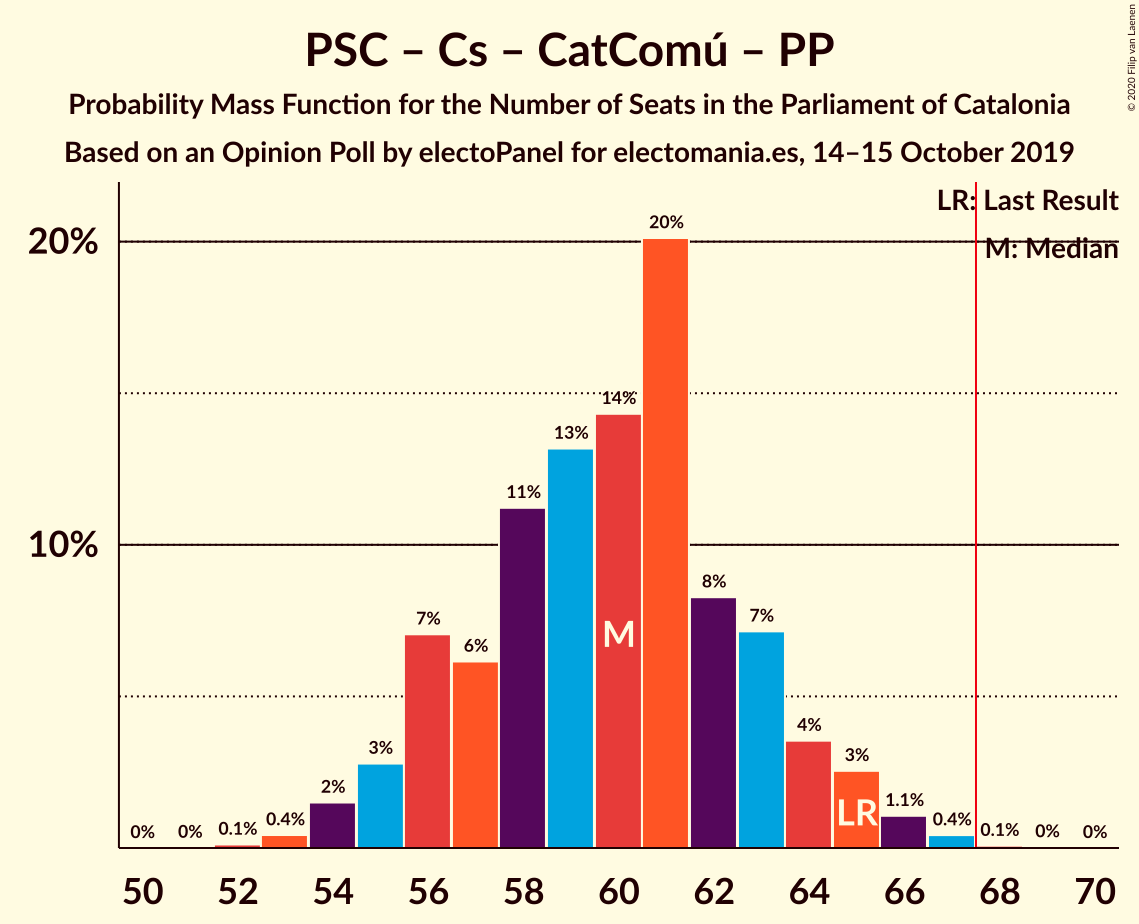 PSC – Cs – CatComú – PP
Probability Mass Function for the Number of Seats in the Parliament of Catalonia
Based on an Opinion Poll by electoPanel for electomania.es, 14–15 October 2019
© 2020 Filip van Laenen
LR: Last Result
M: Median
20%
10%
0% 0% 0.1% 0.4% 2% 3% 7% 6% 11% 13% 14% 20% 8% 7% 4% 3% 1.1% 0.4% 0.1% 0% 0%
M
LR
50 52 54 56 58 60 62 64 66 68 70